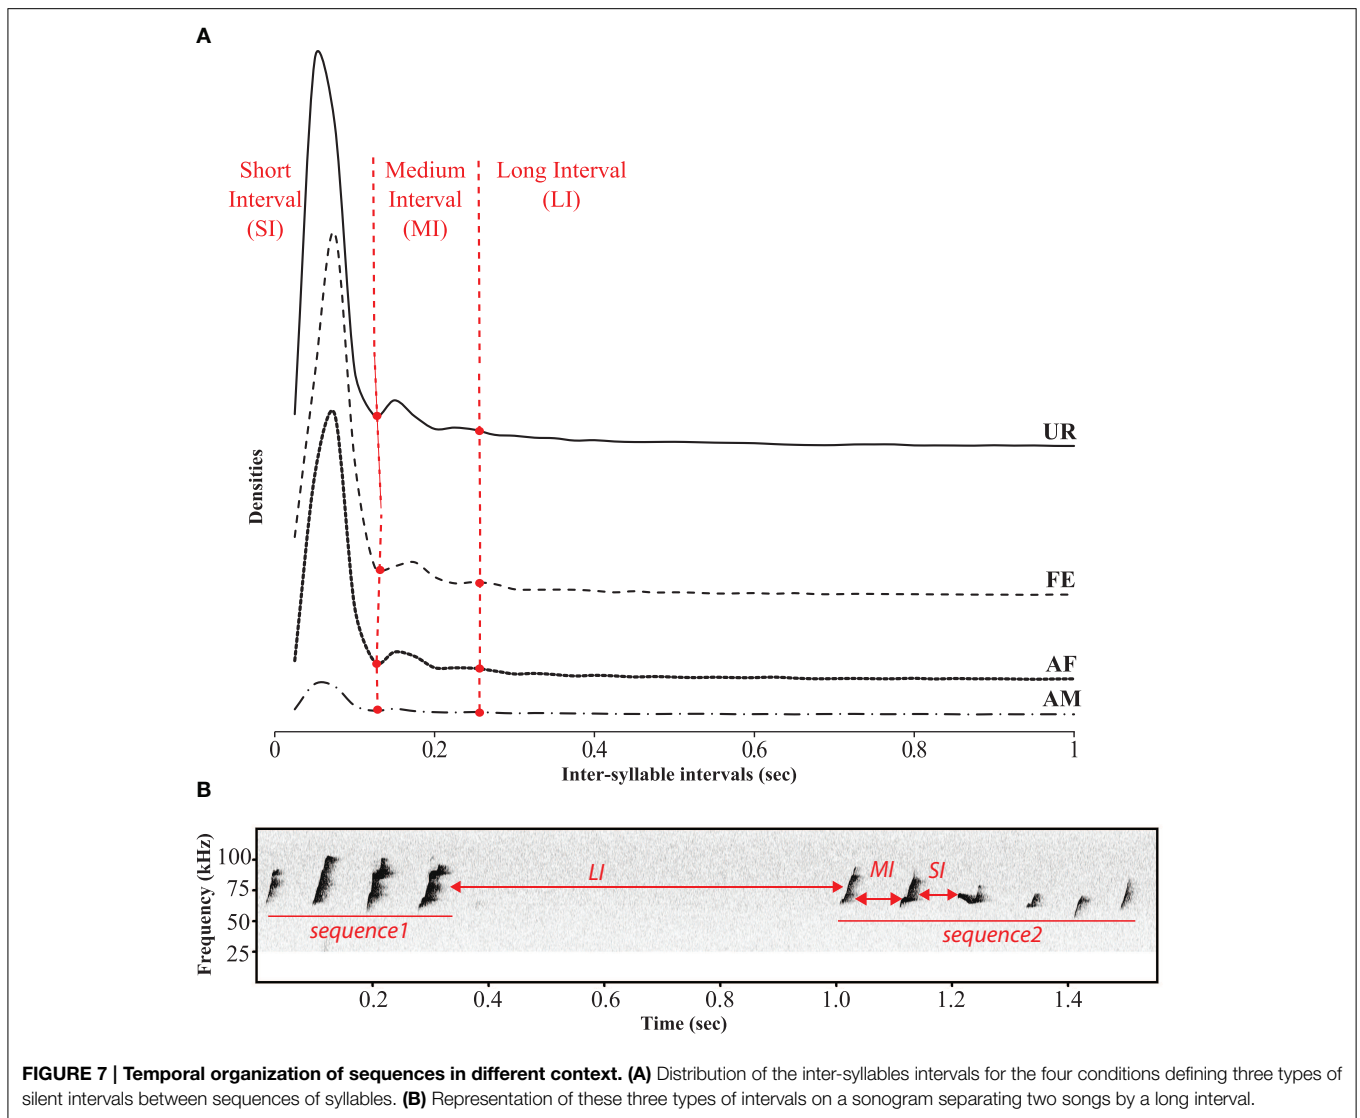 A
Short
Interval
(SI)
Medium
Interval
(MI)
Long Interval
(LI)
Densities
UR
FE
AF
AM
0
0.2
0.4
0.6
0.8
1
Inter-syllable intervals (sec)
B
Frequency (kHz)
100
75
50
25
LI
MI
SI
sequence1
sequence2
0.2
0.4
0.6
0.8
1.0
1.2
1.4
Time (sec)
FIGURE 7 | Temporal organization of sequences in different context. (A) Distribution of the inter-syllables intervals for the four conditions defining three types of
silent intervals between sequences of syllables. (B) Representation of these three types of intervals on a sonogram separating two songs by a long interval.